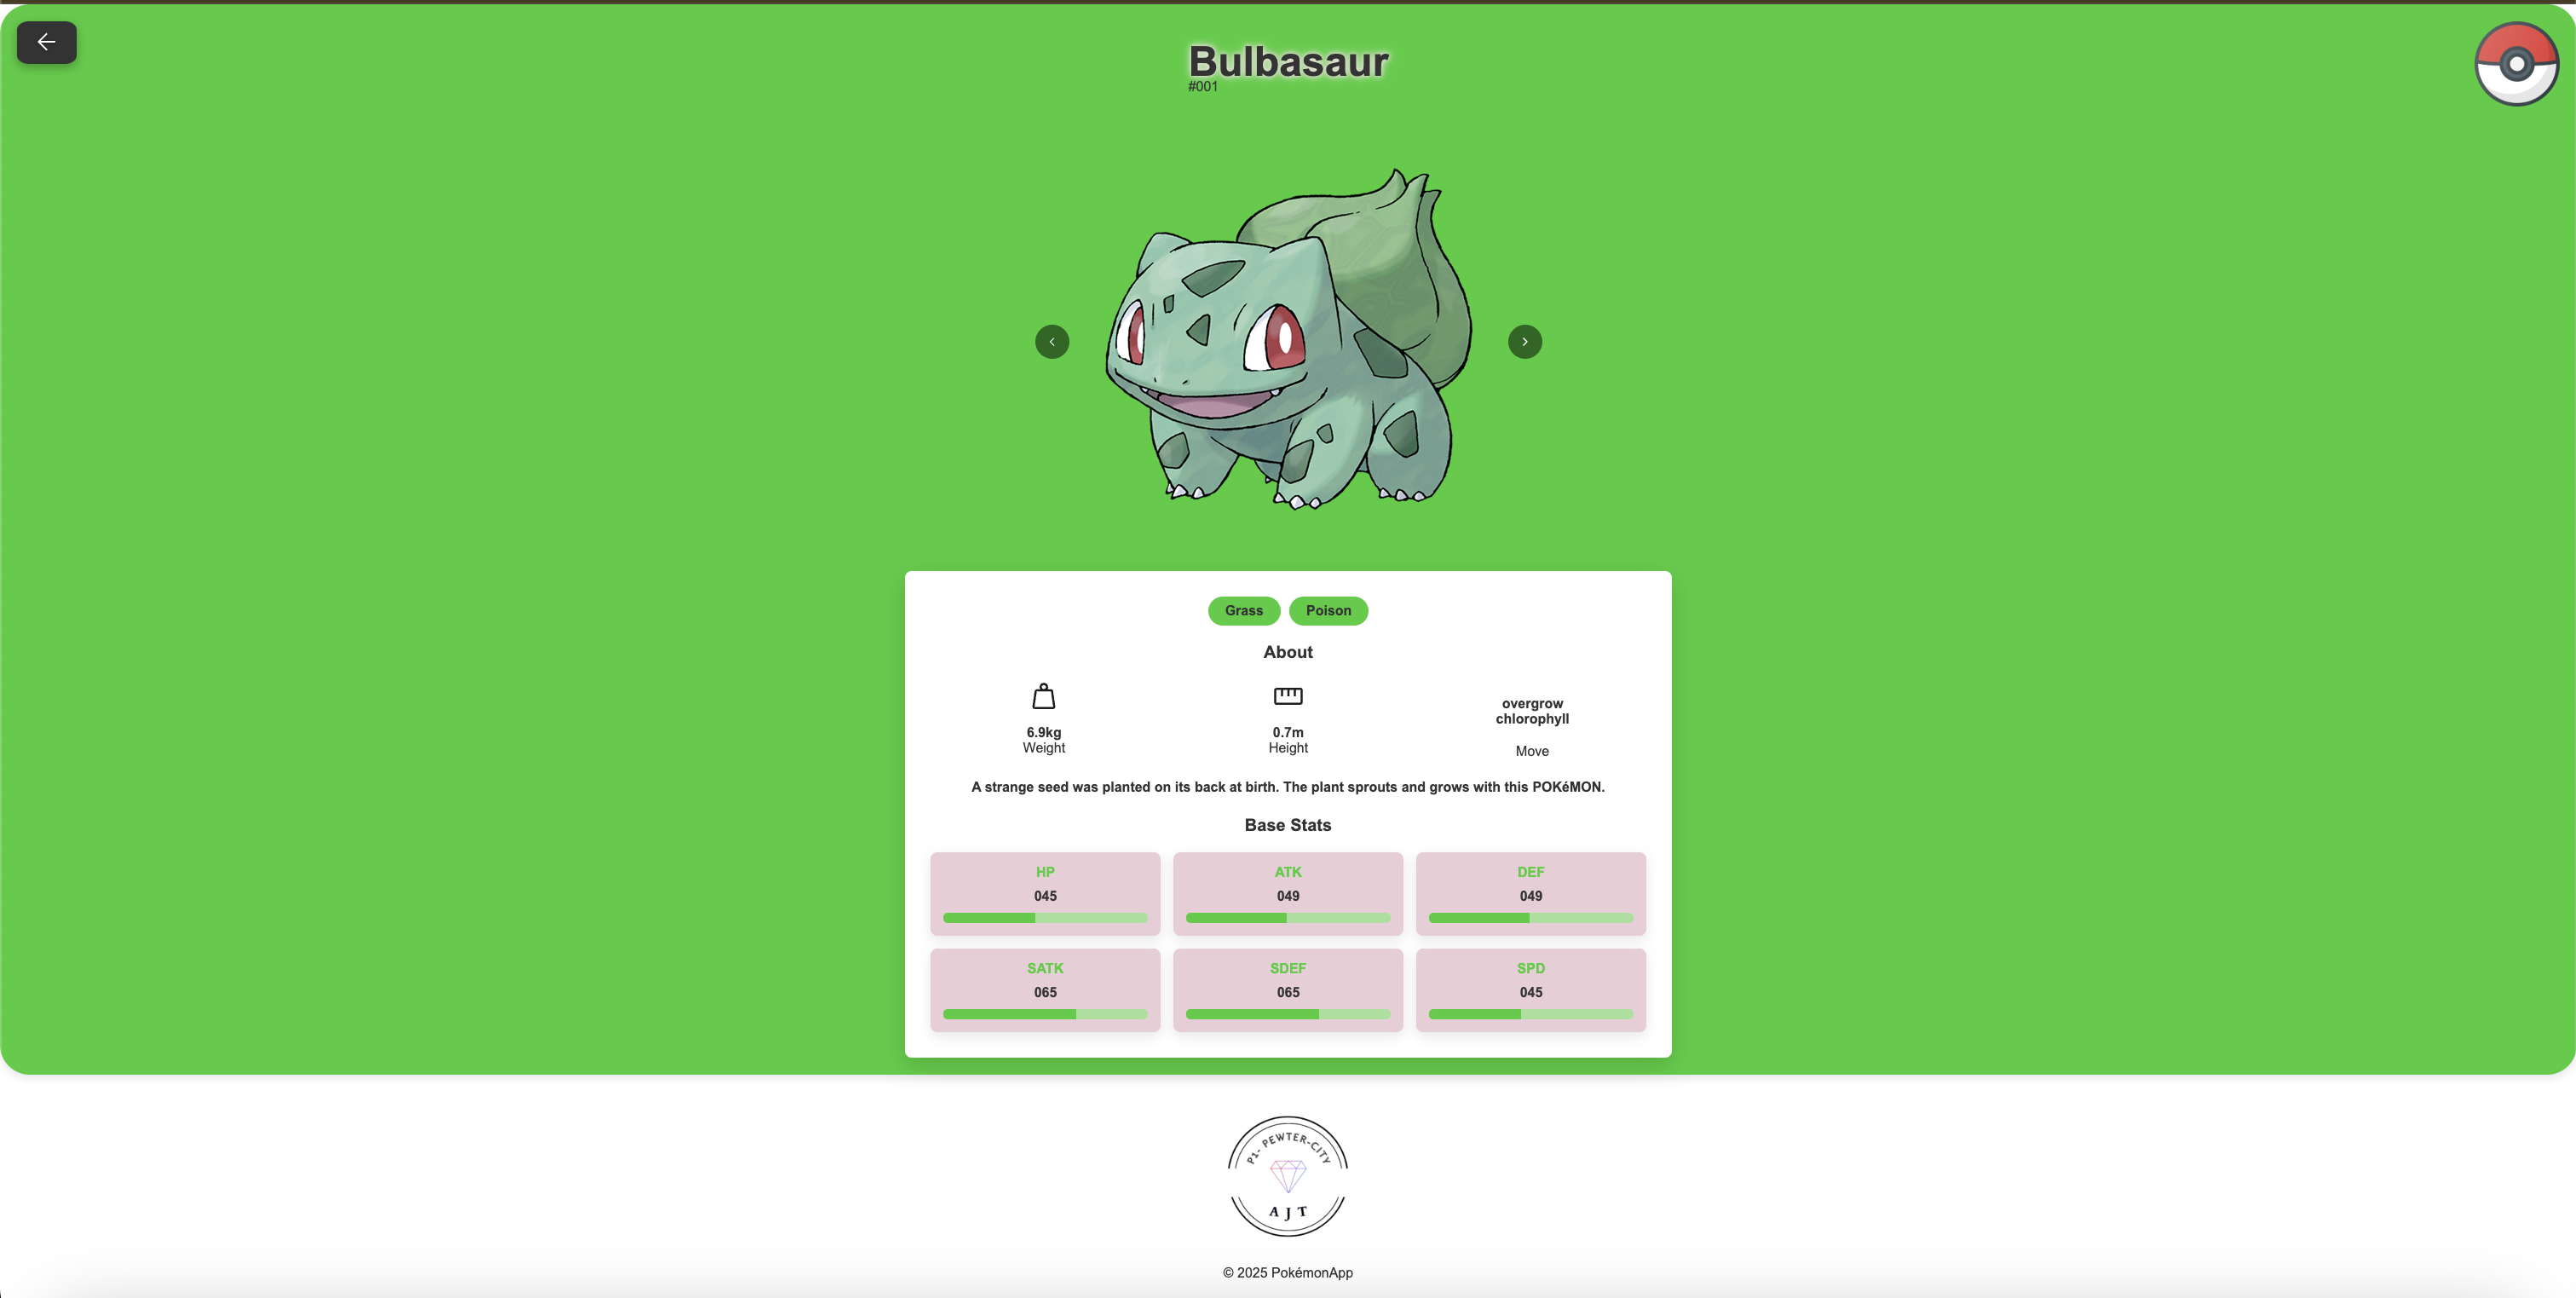 Bulbasaur
#001
Grass Poison
About
6.9kg
Weight
0.7m
Height
overgrow
chlorophyll
Move
A strange seed was planted on its back at birth. The plant sprouts and grows with this POKéMON.
Base Stats
HP
045
ATK
049
DEF
049
SATK
065
SDEF
065
SPD
045
P1- PEWTER-CITY
AJT
© 2025 PokémonApp